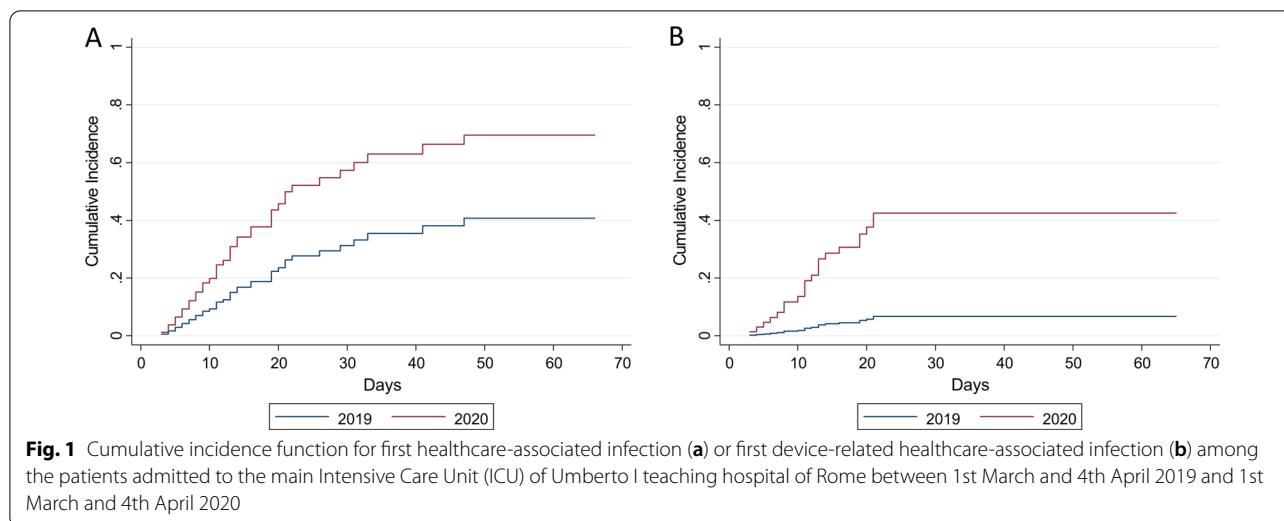 A
Cumulative Incidence
1
.8
.6
.4
.2
0
0 10 20 30 40 50 60 70
Days
2019 2020
B
Cumulative Incidence
1
.8
.6
.4
.2
0
0 10 20 30 40 50 60 70
Days
2019 2020
Fig. 1 Cumulative incidence function for first healthcare-associated infection (a) or first device-related healthcare-associated infection (b) among
the patients admitted to the main Intensive Care Unit (ICU) of Umberto I teaching hospital of Rome between 1st March and 4th April 2019 and 1st
March and 4th April 2020